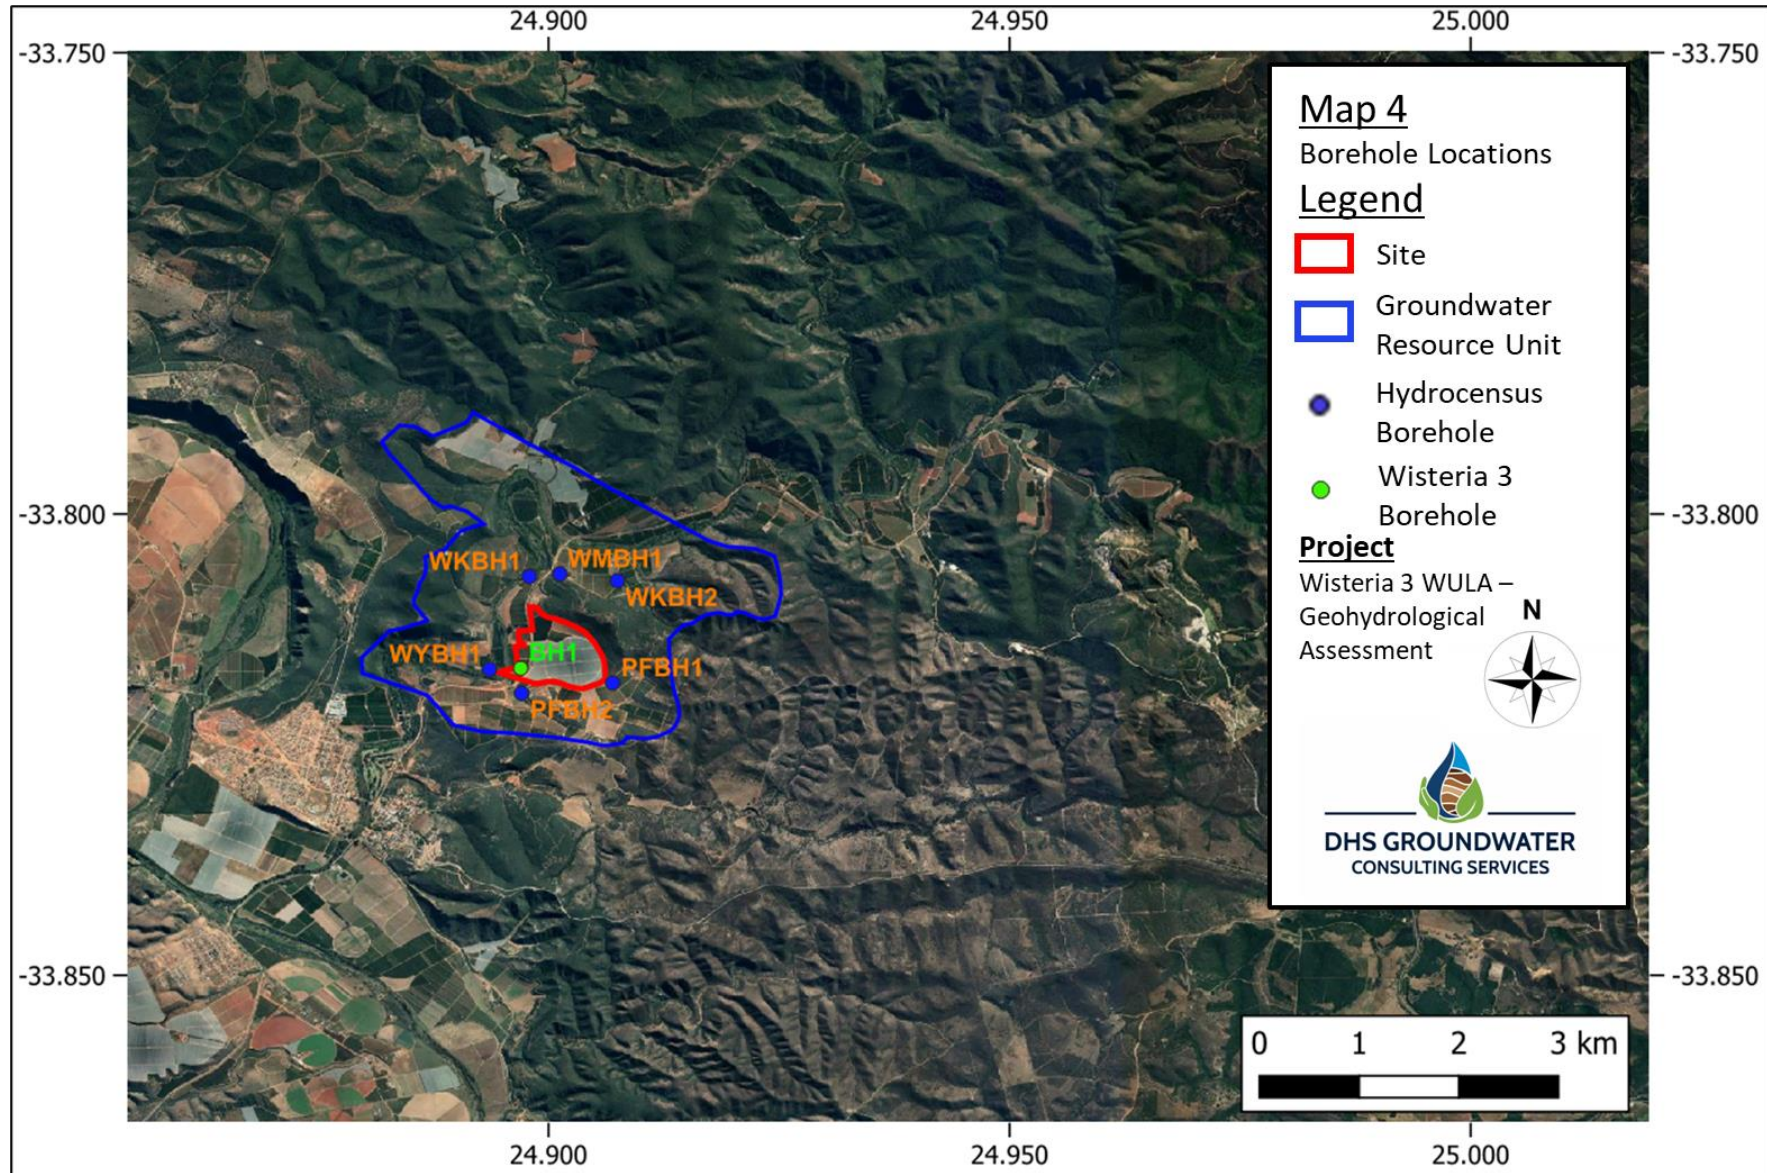 24.900 24.950 25.000
-33.750 -33.750
Map 4
Borehole Locations
Legend
Site
Groundwater
Resource Unit
Hydrocensus
Borehole
Wisteria 3
Borehole
-33.800 -33.800
Project
Wisteria 3 WULA –
Geohydrological
Assessment
N
WKBH1 WMBH1
WKBH2
WYBH1 BH1 PFBH1
PFBH2
DHS GROUNDWATER
CONSULTING SERVICES
-33.850 -33.850
0 1 2 3 km
24.900 24.950 25.000